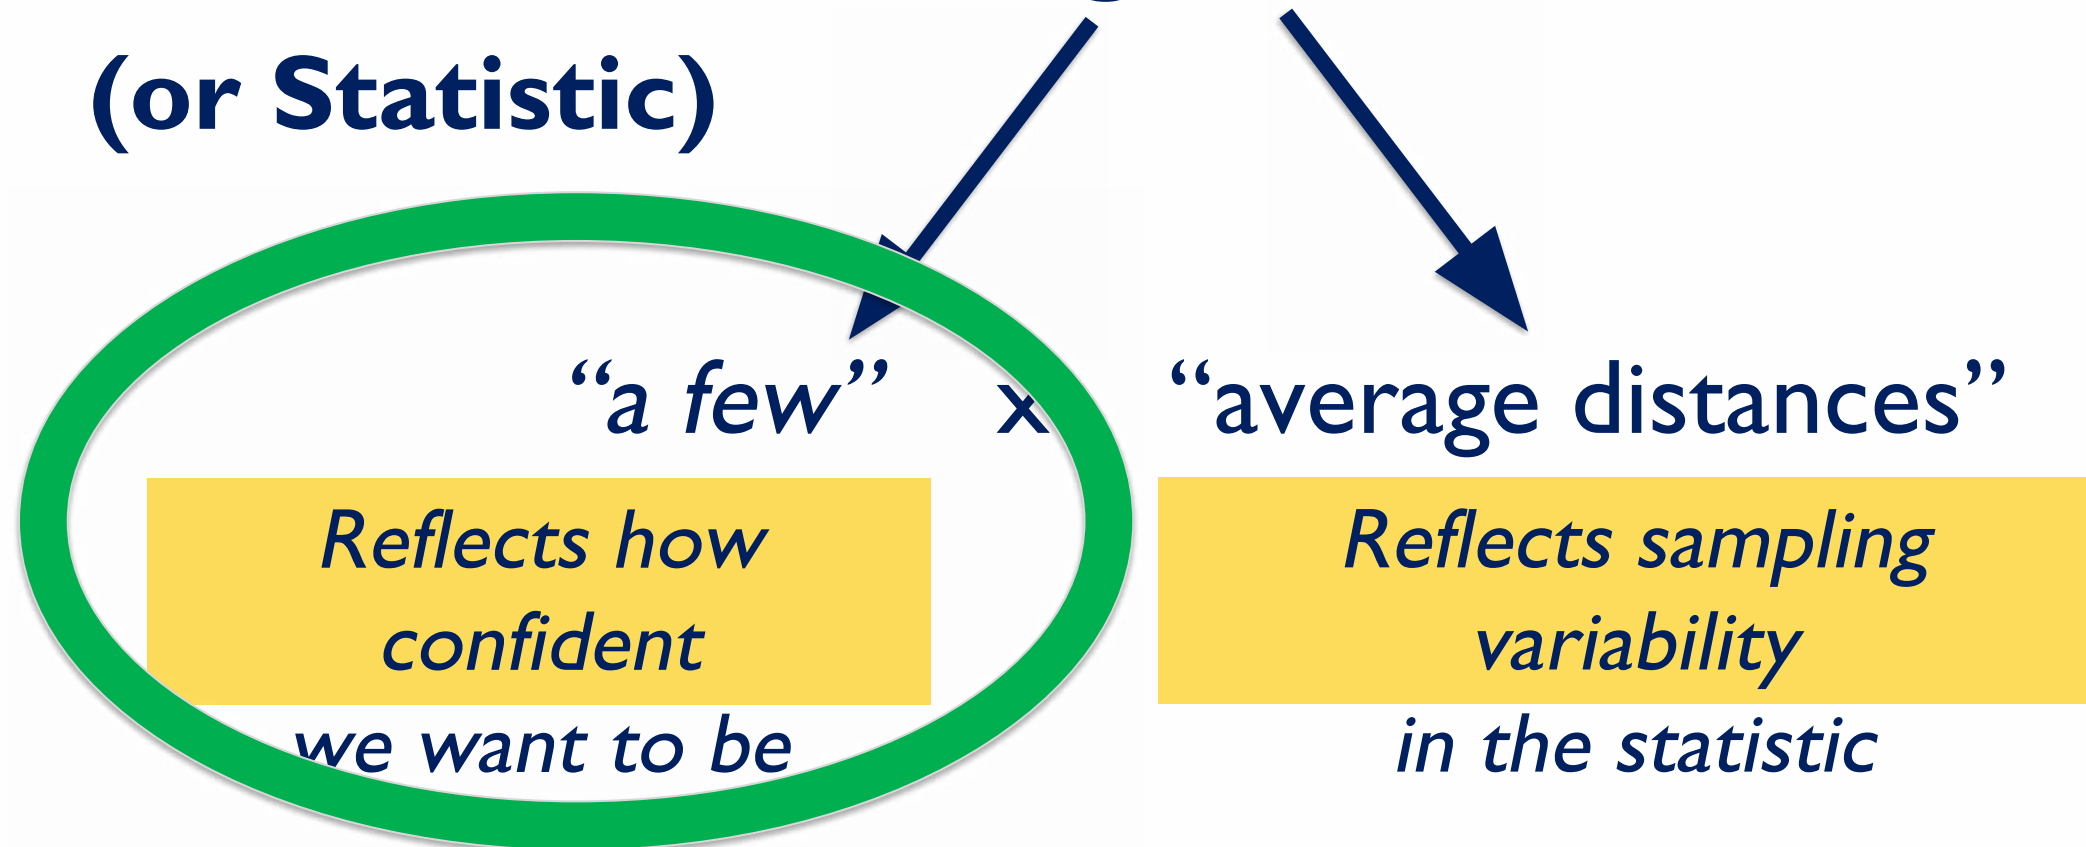 (or Statistic)
“a few” x “average distances”
Reflects how
confident
we want to be
Reflects sampling
variability
in the statistic